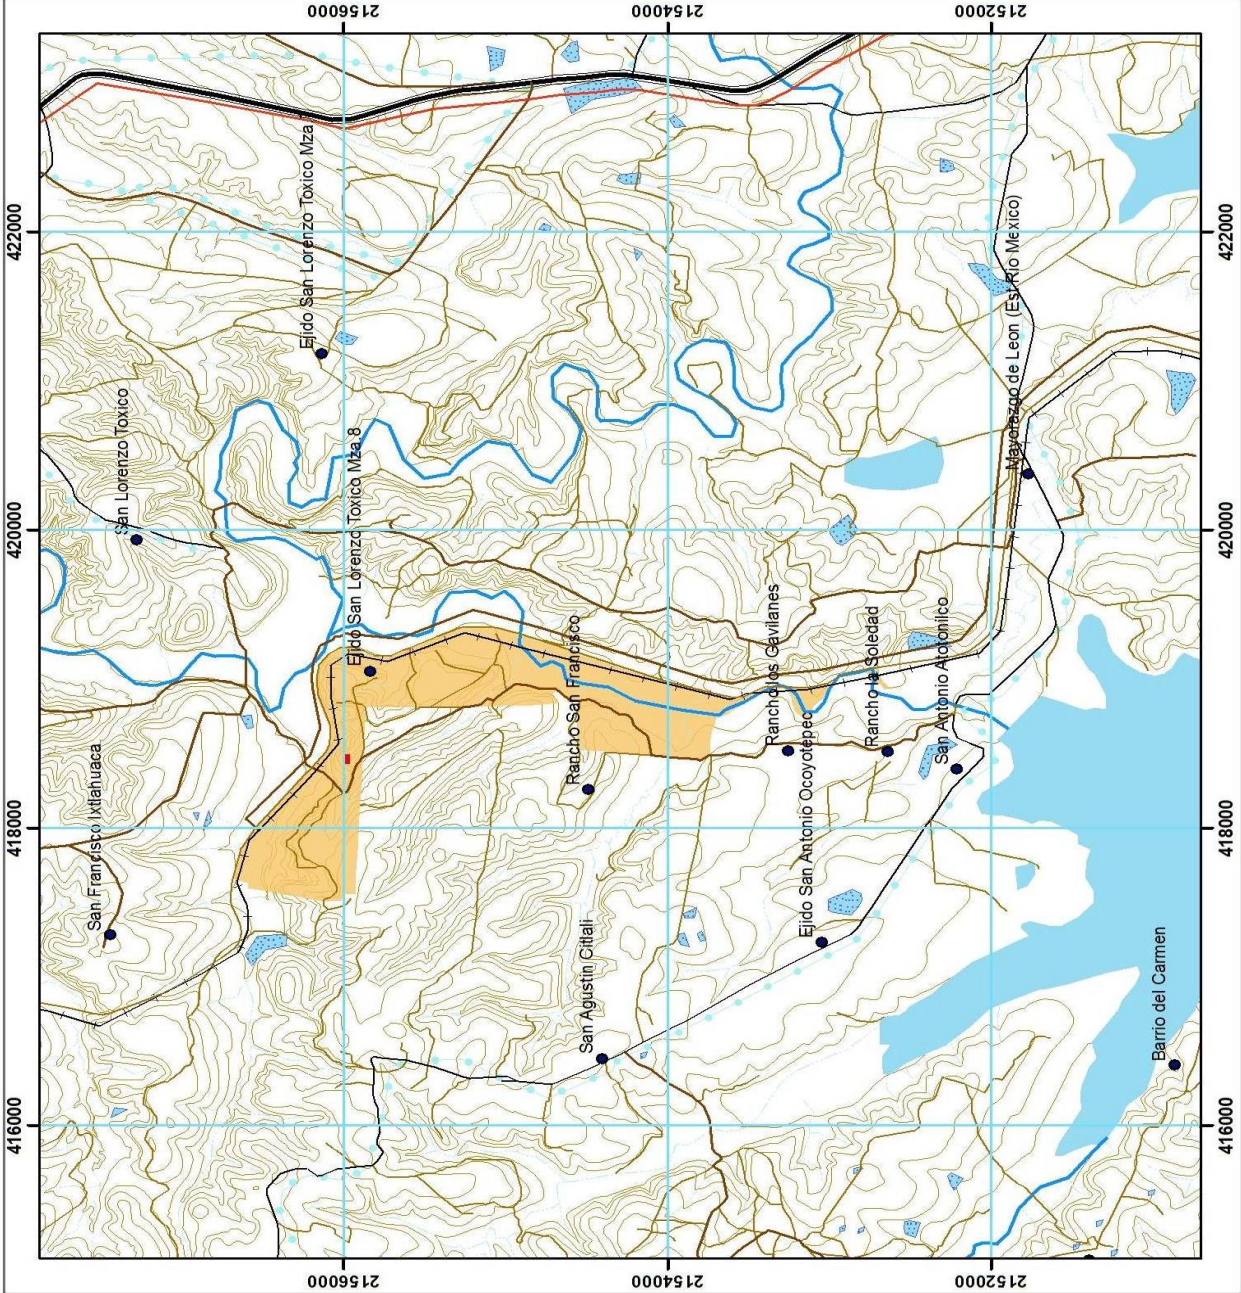 2156000
2154000
2152000
422000
420000
418000
416000
San Francisco Ixtlahuaca
San Lorenzo Toxico
Ejido San Lorenzo Toxico Mza
Ejido San Lorenzo Toxico Mza.8
Rancho San Francisco
San Agustin Citlali
Rancho los Gavilanes
Ejido San Antonio Ocoyotepec
Rancho la Soledad
San Antonio Atotonilco
Mayorazgo de Leon (Est. Rio Mexico)
Barrio del Carmen
422000
420000
418000
416000
2156000
2154000
2152000